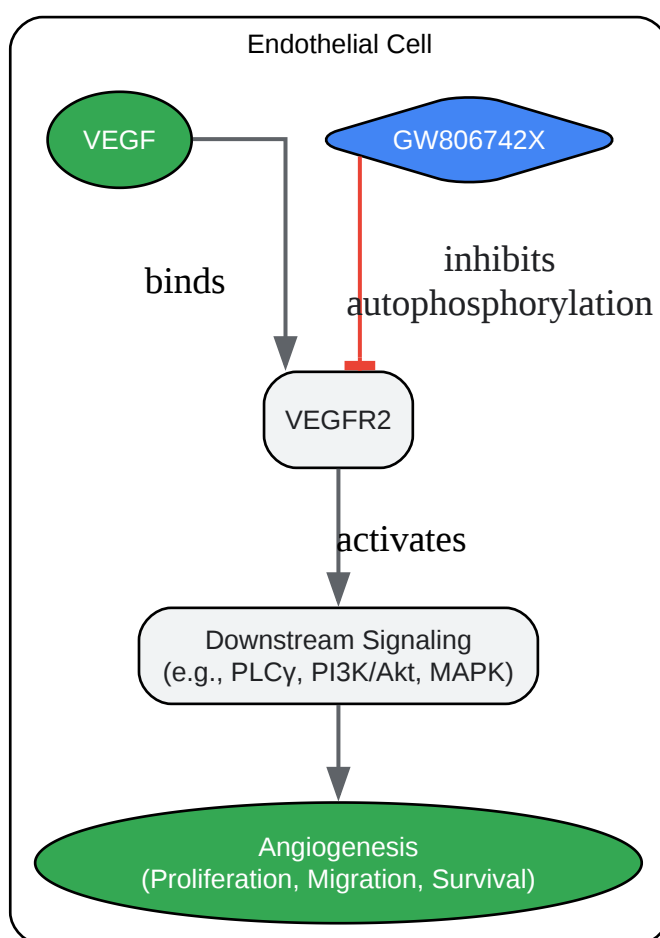 Endothelial Cell
VEGF
GW806742X
binds
inhibits
autophosphorylation
VEGFR2
activates
Downstream Signaling
(e.g., PLCγ, PI3K/Akt, MAPK)
Angiogenesis
(Proliferation, Migration, Survival)